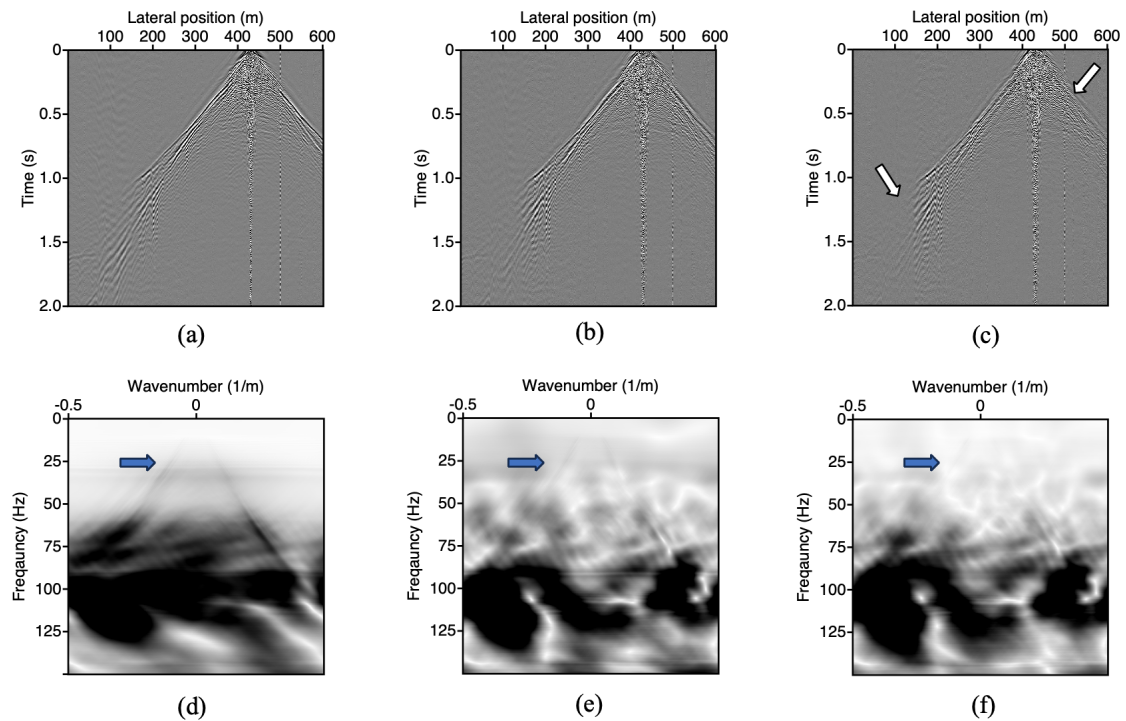 Lateral position (m)
100 200 300 400 500 600
0
0.5
1.0
1.5
2.0
Time (s)
(a)
Lateral position (m)
100 200 300 400 500 600
0
0.5
1.0
1.5
2.0
Time (s)
(b)
Lateral position (m)
100 200 300 400 500 600
0
0.5
1.0
1.5
2.0
Time (s)
(c)
Wavenumber (1/m)
-0.5 0
0
25
50
75
100
125
Freqauncy (Hz)
(d)
Wavenumber (1/m)
-0.5 0
0
25
50
75
100
125
Freqauncy (Hz)
(e)
Wavenumber (1/m)
-0.5 0
0
25
50
75
100
125
Freqauncy (Hz)
(f)